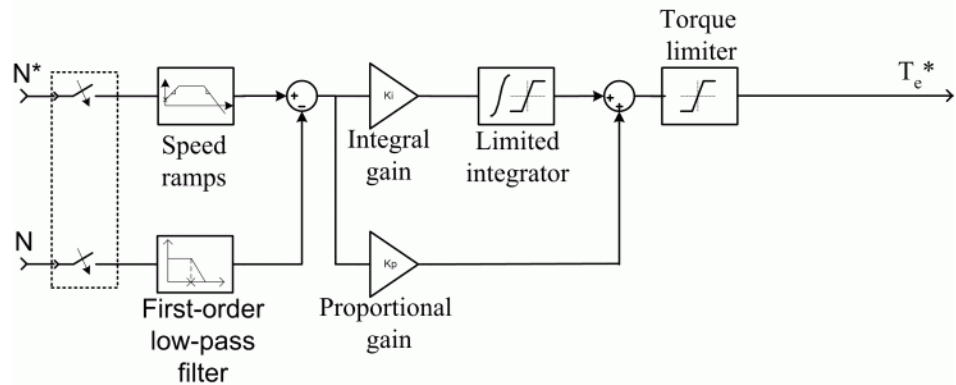 Torque
limiter
N*
Te*
Ki
Speed
ramps
Integral
gain
Limited
integrator
N
Kp
First-order
low-pass
filter
Proportional
gain